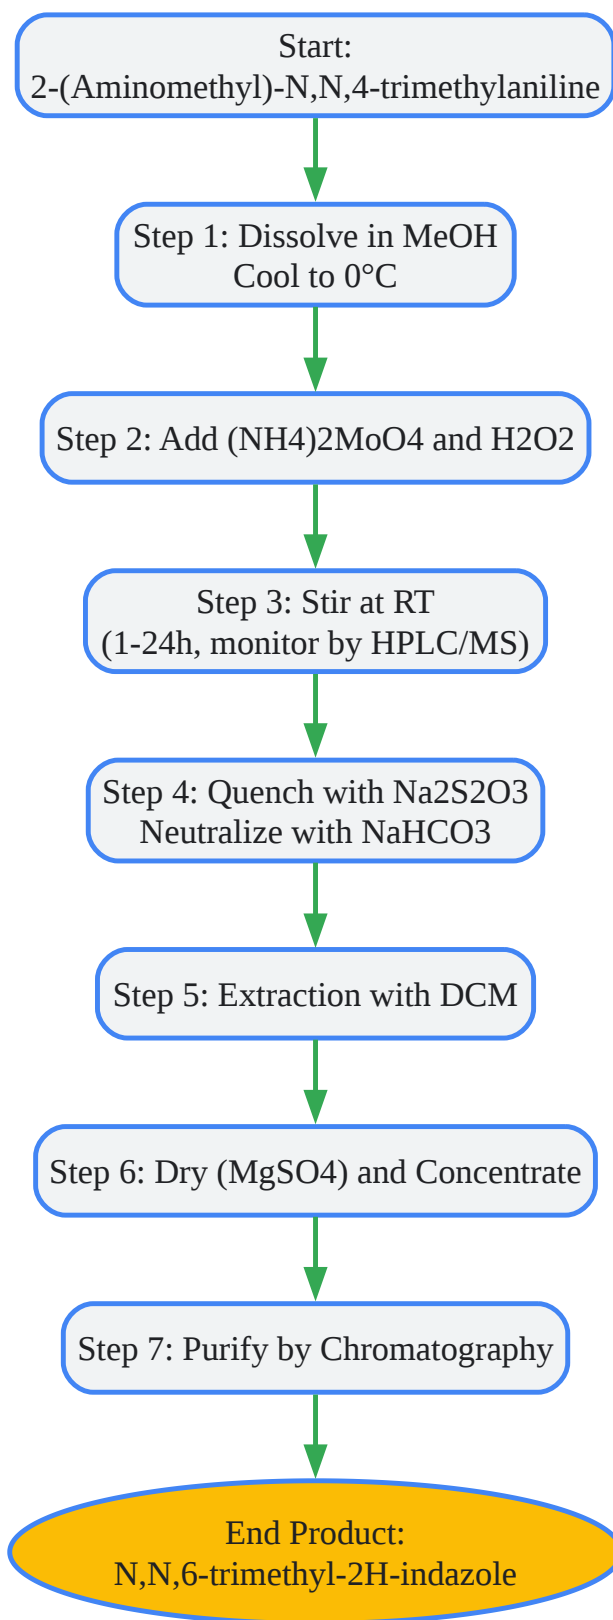 Start:
2-(Aminomethyl)-N,N,4-trimethylaniline
Step 1: Dissolve in MeOH
Cool to 0°C
Step 2: Add (NH4)2MoO4 and H2O2
Step 3: Stir at RT
(1-24h, monitor by HPLC/MS)
Step 4: Quench with Na2S2O3
Neutralize with NaHCO3
Step 5: Extraction with DCM
Step 6: Dry (MgSO4) and Concentrate
Step 7: Purify by Chromatography
End Product:
N,N,6-trimethyl-2H-indazole